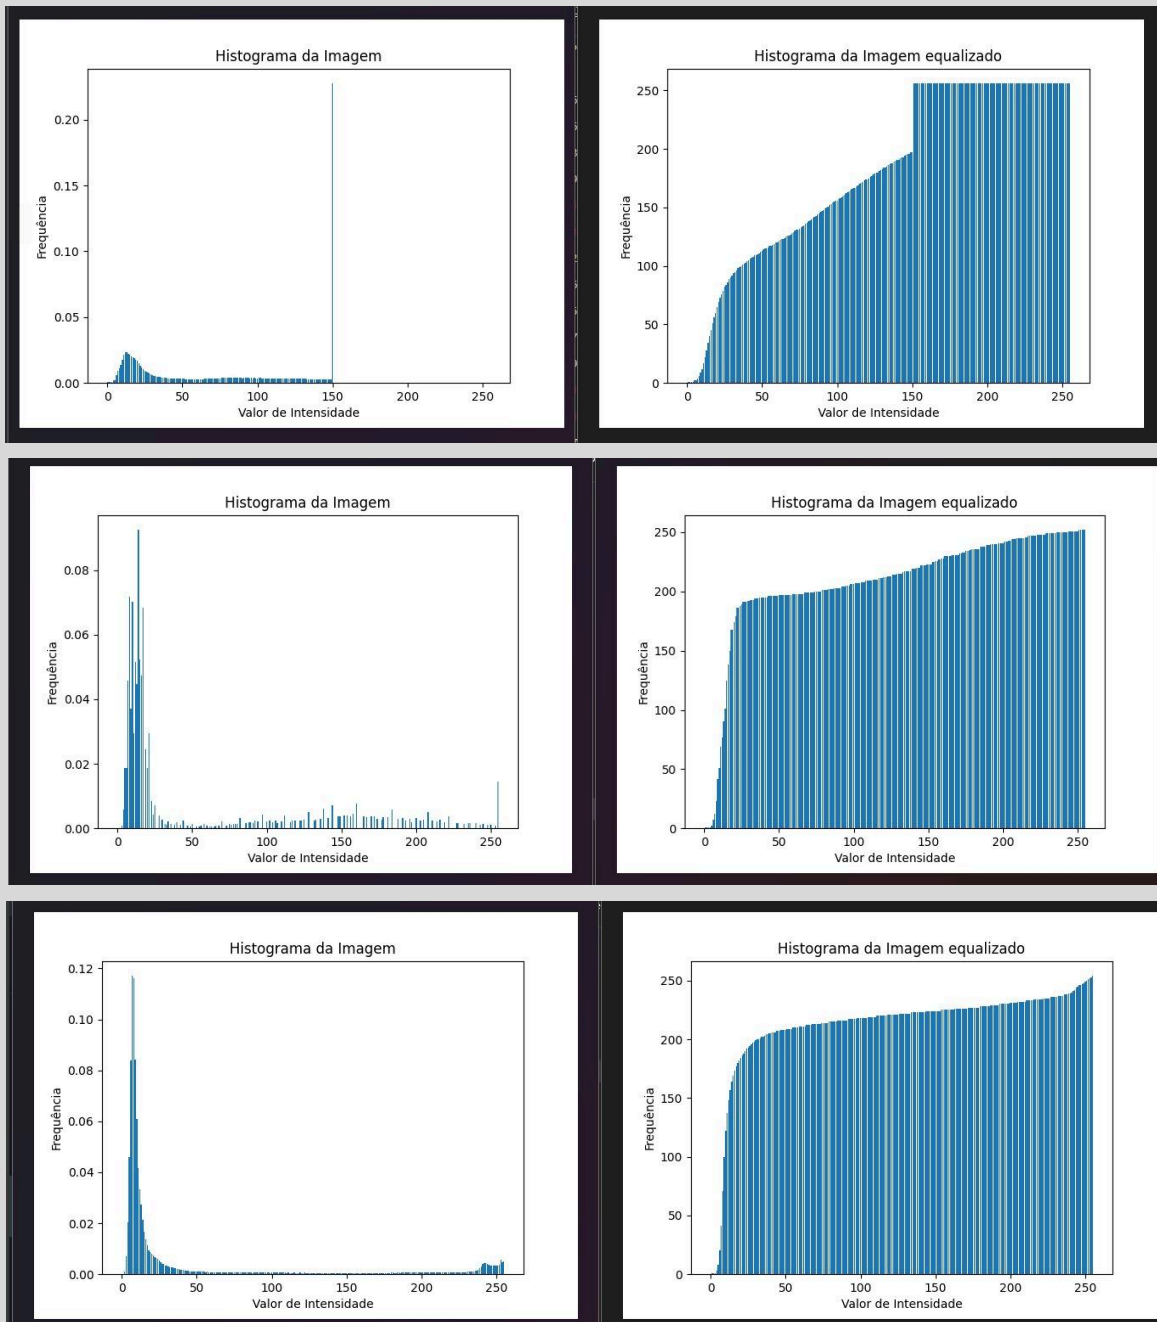 Histograma da Imagem
Frequência
0.20
0.15
0.10
0.05
0.00
0 50 100 150 200 250
Valor de Intensidade
Histograma da Imagem equalizado
Frequência
250
200
150
100
50
0
0 50 100 150 200 250
Valor de Intensidade
Histograma da Imagem
Frequência
0.08
0.06
0.04
0.02
0.00
0 50 100 150 200 250
Valor de Intensidade
Histograma da Imagem equalizado
Frequência
250
200
150
100
50
0
0 50 100 150 200 250
Valor de Intensidade
Histograma da Imagem
Frequência
0.12
0.10
0.08
0.06
0.04
0.02
0.00
0 50 100 150 200 250
Valor de Intensidade
Histograma da Imagem equalizado
Frequência
250
200
150
100
50
0
0 50 100 150 200 250
Valor de Intensidade